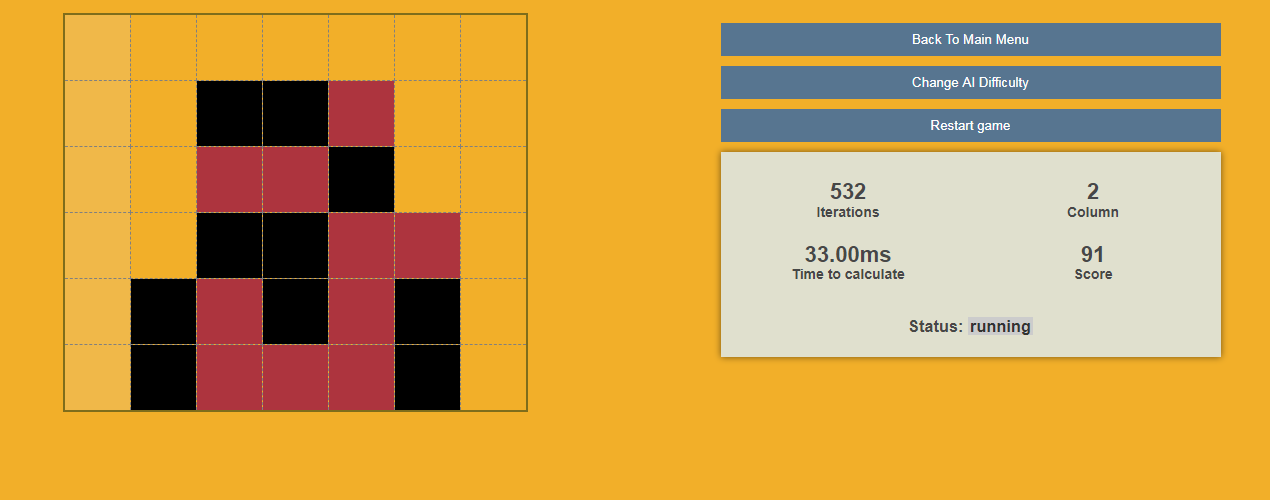 Back To Main Menu
Change AI Difficulty
Restart game
532
Iterations
2
Column
33.00ms
Time to calculate
91
Score
Status: running